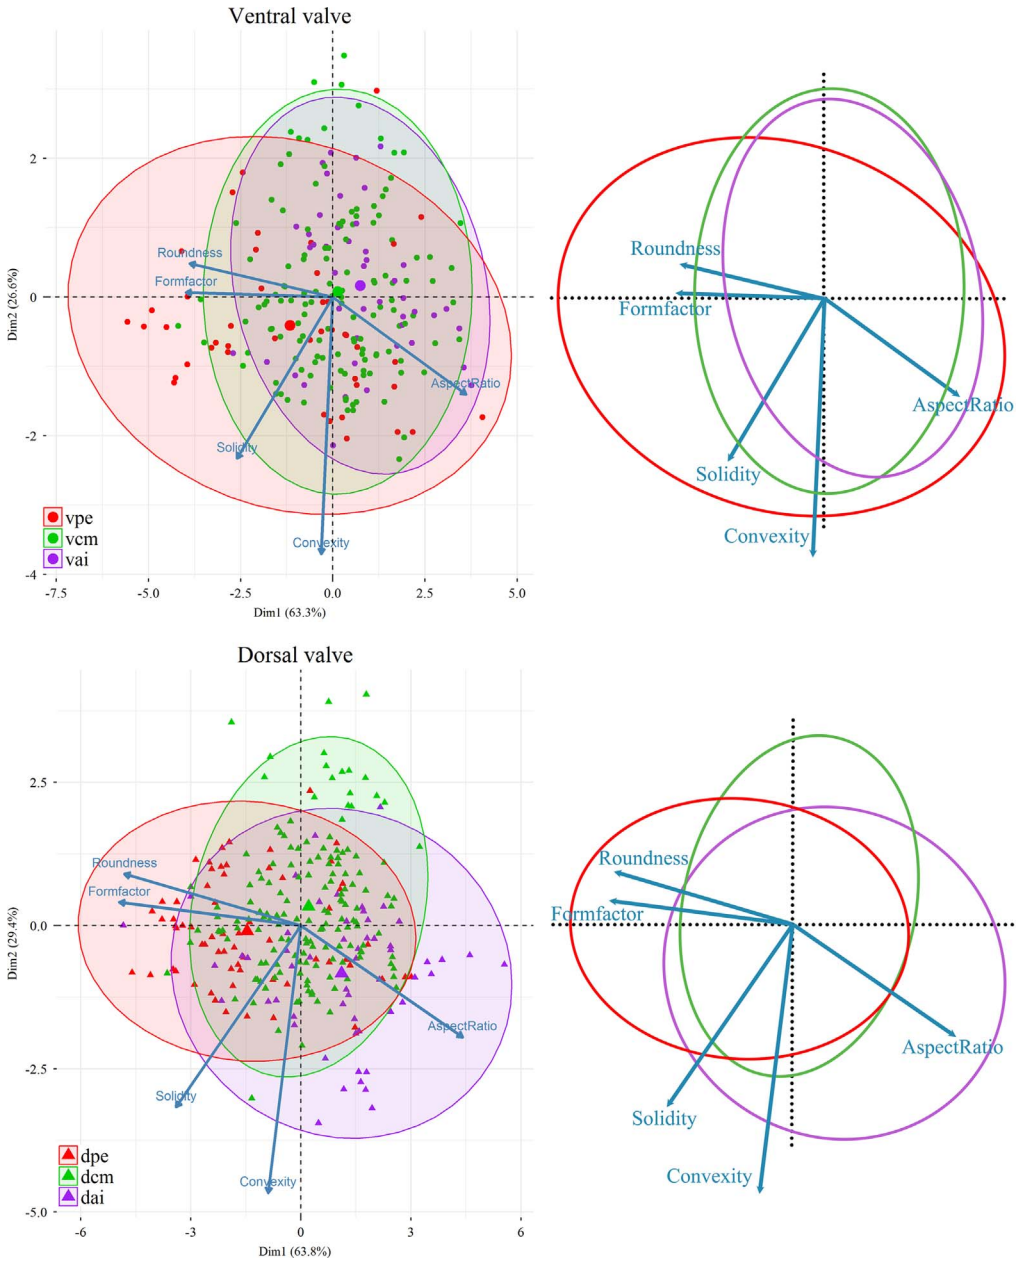 Ventral valve
2
0
-2
-4
Dim2 (26.6%)
Roundness
Formfactor
AspectRatio
Solidity
Convexity
vpe
vcm
vai
-7.5 -5.0 -2.5 0.0 2.5 5.0
Dim1 (63.3%)
Roundness
Formfactor
AspectRatio
Solidity
Convexity
Dorsal valve
2.5
0.0
-2.5
-5.0
Dim2 (29.4%)
Roundness
Formfactor
AspectRatio
Solidity
Convexity
dpe
dcm
dai
-6 -3 0 3 6
Dim1 (63.8%)
Roundness
Formfactor
AspectRatio
Solidity
Convexity